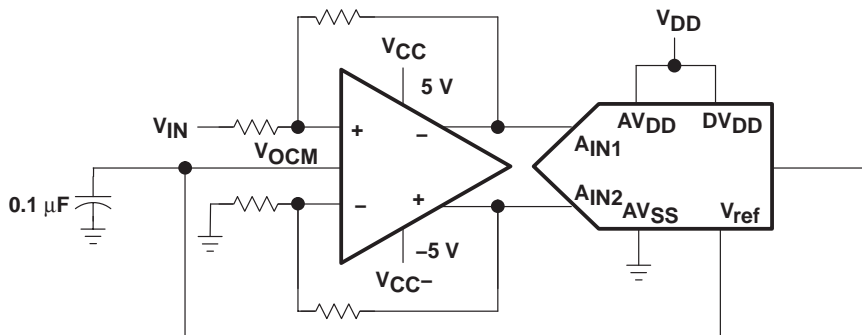 VDD
VCC
5 V
VIN
+
−
AVDD
DVDD
AIN1
VOCM
0.1 μF
−
+
AIN2
AVSS
Vref
−5 V
VCC−